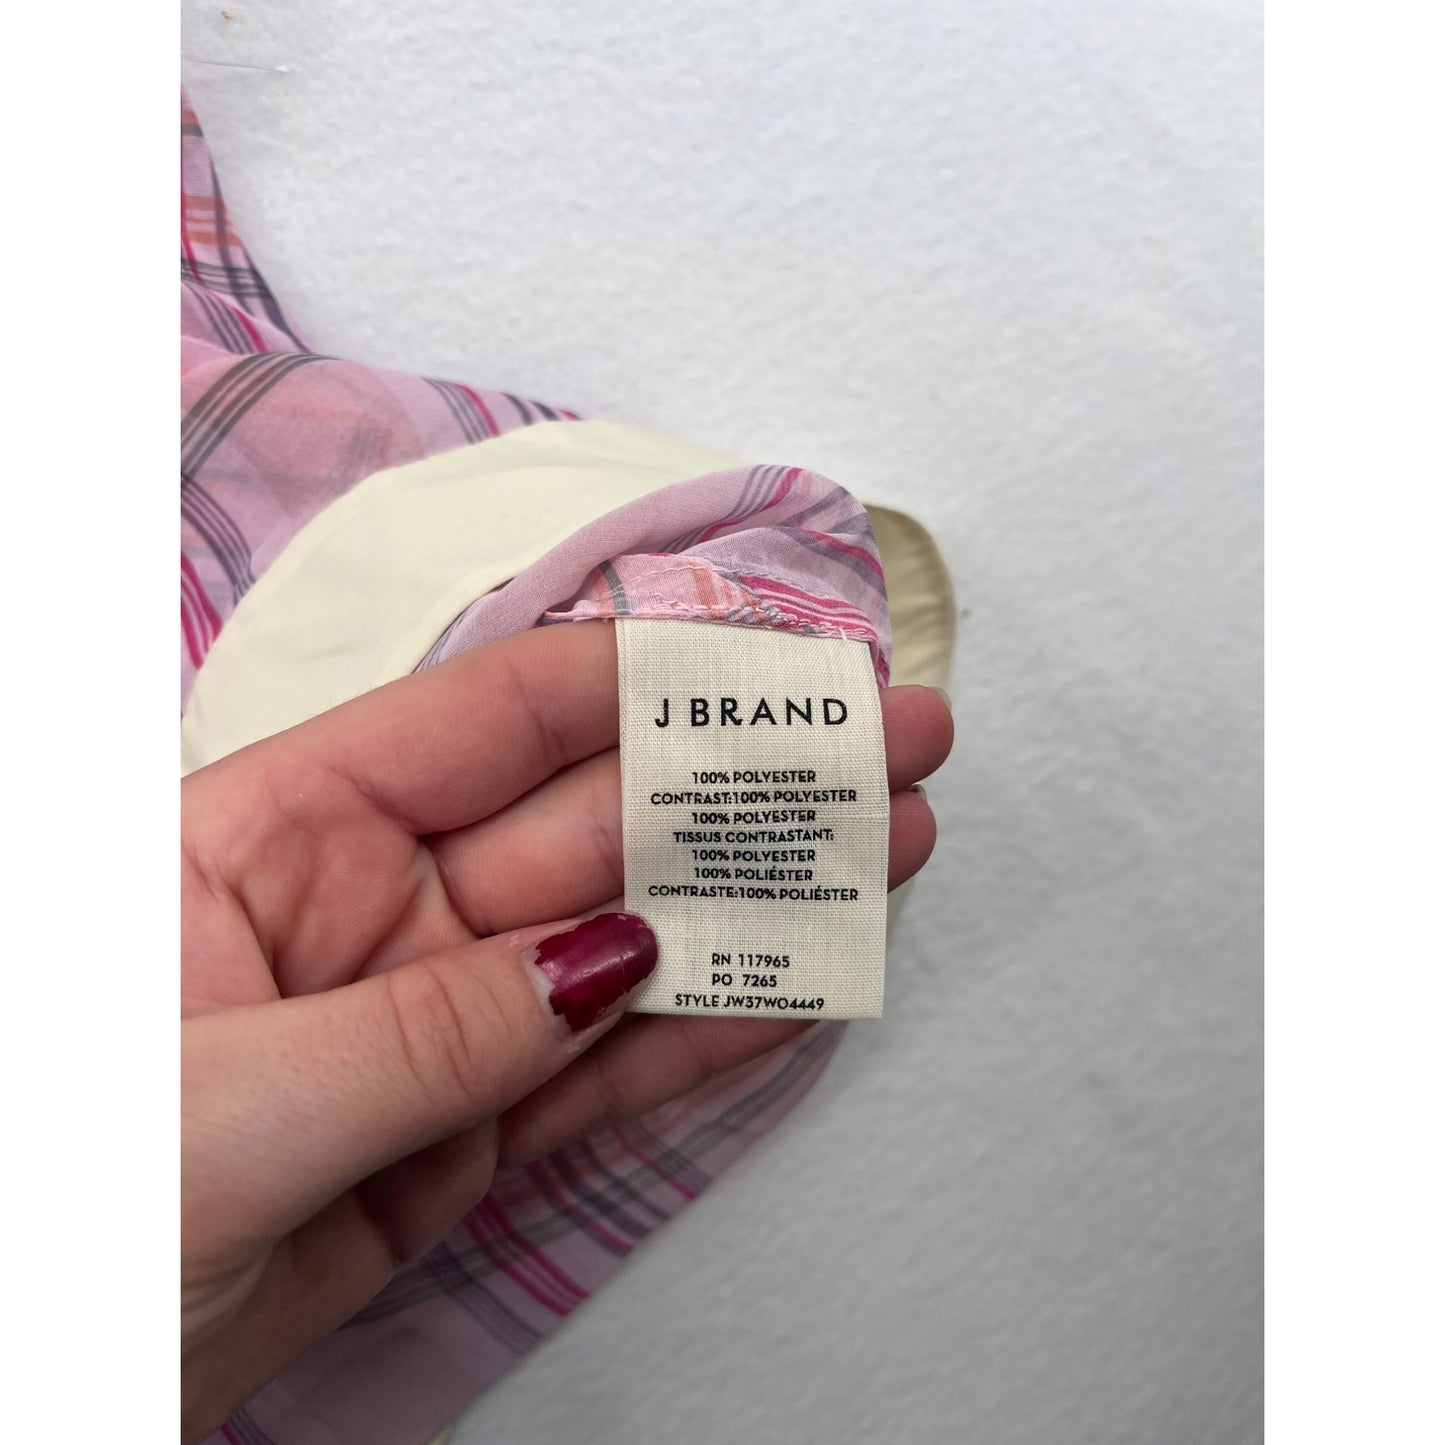 J BRAND
100% POLYESTER
CONTRAST:100% POLYESTER
100% POLYESTER
TISSUS CONTRASTANT:
100% POLYESTER
100% POLIÉSTER
CONTRASTE:100% POLIÉSTER
RN 117965
PO 7265
STYLE JW37WO4449